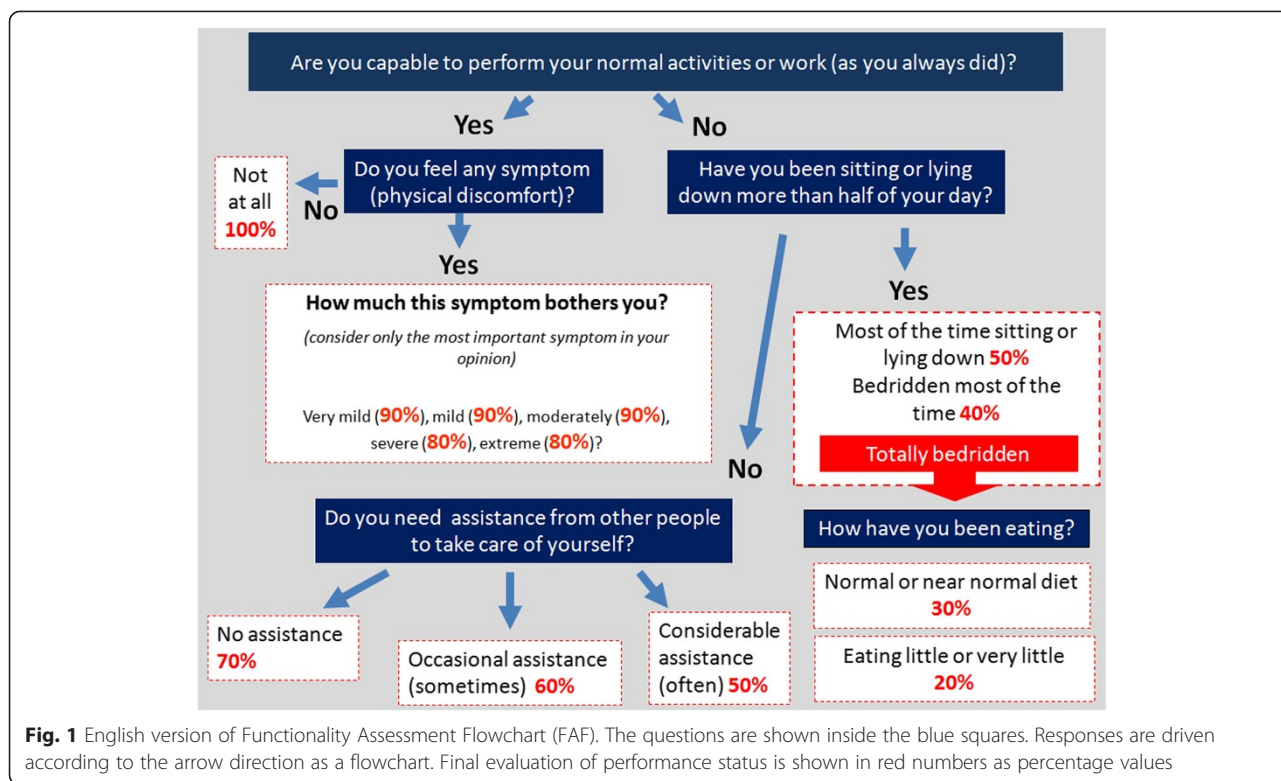 Are you capable to perform your normal activities or work (as you always did)?
Yes
No
Do you feel any symptom
(physical discomfort)?
Have you been sitting or lying
down more than half of your day?
Not
at all
100%
No
Yes
Yes
How much this symptom bothers you?
(consider only the most important symptom in your
opinion)
Very mild (90%), mild (90%), moderately (90%),
severe (80%), extreme (80%)?
Most of the time sitting or
lying down 50%
Bedridden most of the
time 40%
Totally bedridden
No
Do you need assistance from other people
to take care of yourself?
How have you been eating?
No assistance
70%
Occasional assistance
(sometimes) 60%
Considerable
assistance
(often) 50%
Normal or near normal diet
30%
Eating little or very little
20%
Fig. 1 English version of Functionality Assessment Flowchart (FAF). The questions are shown inside the blue squares. Responses are driven
according to the arrow direction as a flowchart. Final evaluation of performance status is shown in red numbers as percentage values